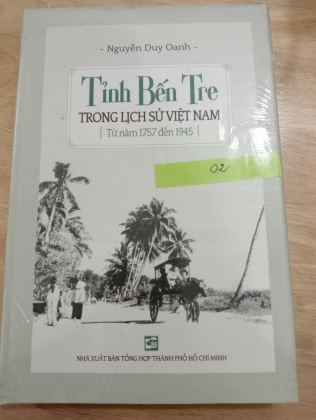 - Nguyễn Duy Oanh -
Tỉnh Bến Tre
TRONG LỊCH SỬ VIỆT NAM
| Từ năm 1757 đến 1945 |
02
NHÀ XUẤT BẢN TỔNG HỢP THÀNH PHỐ HỒ CHÍ MINH